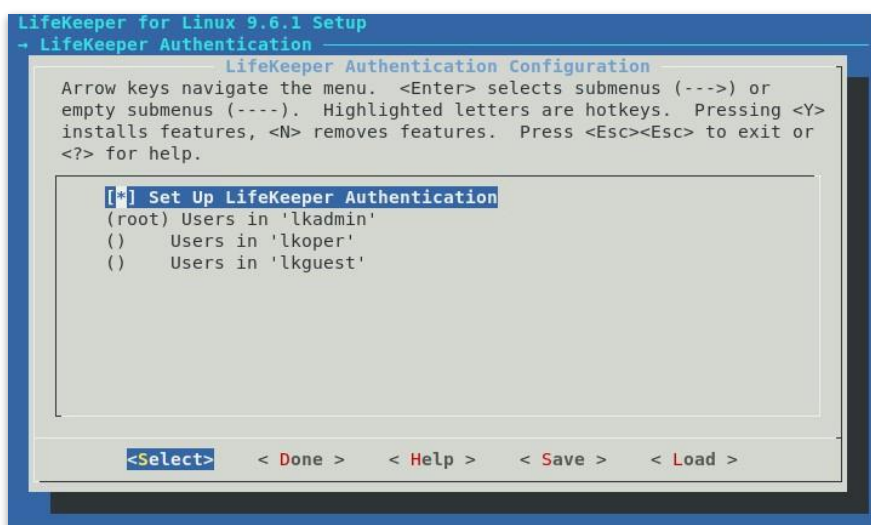 LifeKeeper for Linux 9.6.1 Setup
→ LifeKeeper Authentication
LifeKeeper Authentication Configuration
Arrow keys navigate the menu. <Enter> selects submenus (--->) or
empty submenus (----). Highlighted letters are hotkeys. Pressing <Y>
installs features, <N> removes features. Press <Esc><Esc> to exit or
<?> for help.
[*] Set Up LifeKeeper Authentication
(root) Users in 'lkadmin'
() Users in 'lkoper'
() Users in 'lkguest'
<Select> < Done > < Help > < Save > < Load >